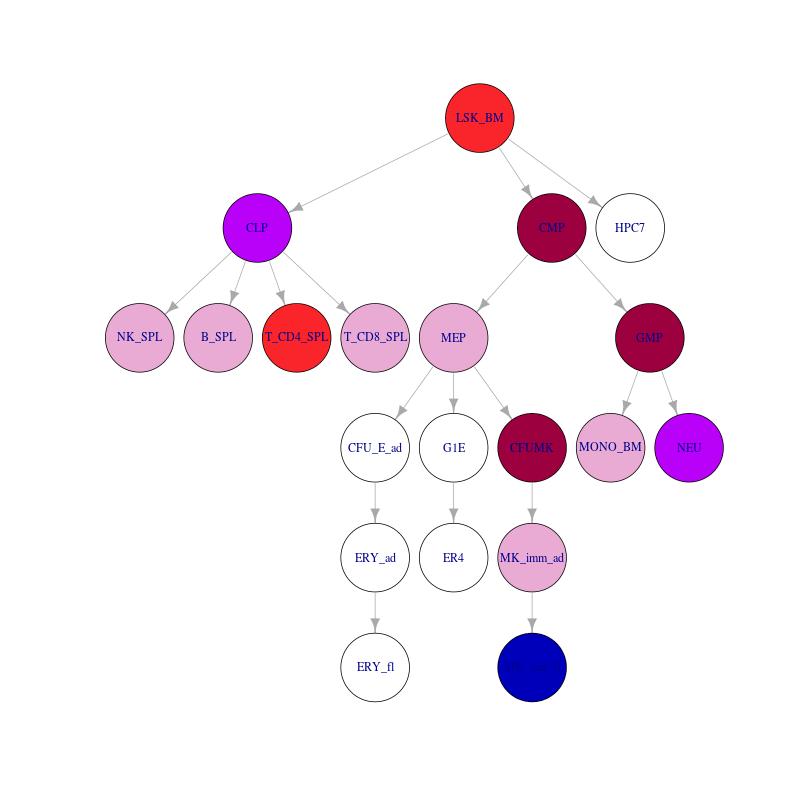 LSK_BM
CLP
CMP
HPC7
NK_SPL
B_SPL
T_CD4_SPL
T_CD8_SPL
MEP
GMP
CFU_E_ad
G1E
CFUMK
MONO_BM
NEU
ERY_ad
ER4
MK_imm_ad
ERY_fl